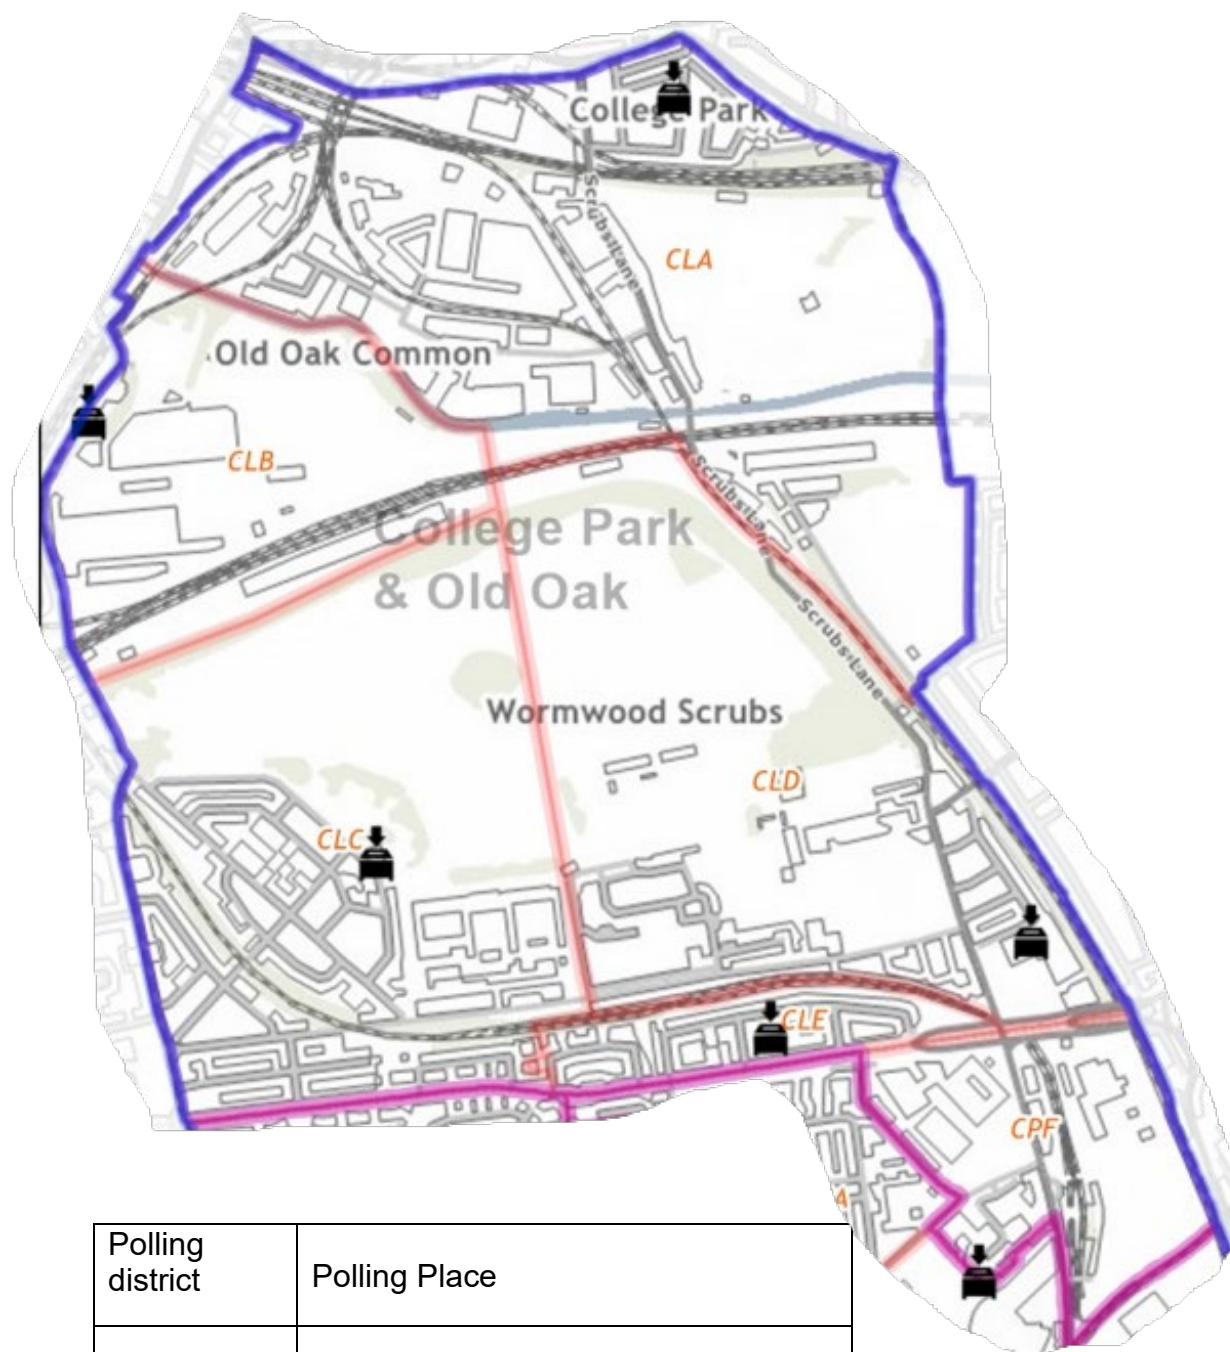 College Park
Scrubs Lane
CLA
Old Oak Common
CLB
Scrubs Lane
College Park
& Old Oak
Scrubs Lane
Wormwood Scrubs
CLD
CLC
CLE
CPF
A
Polling
district
Polling Place